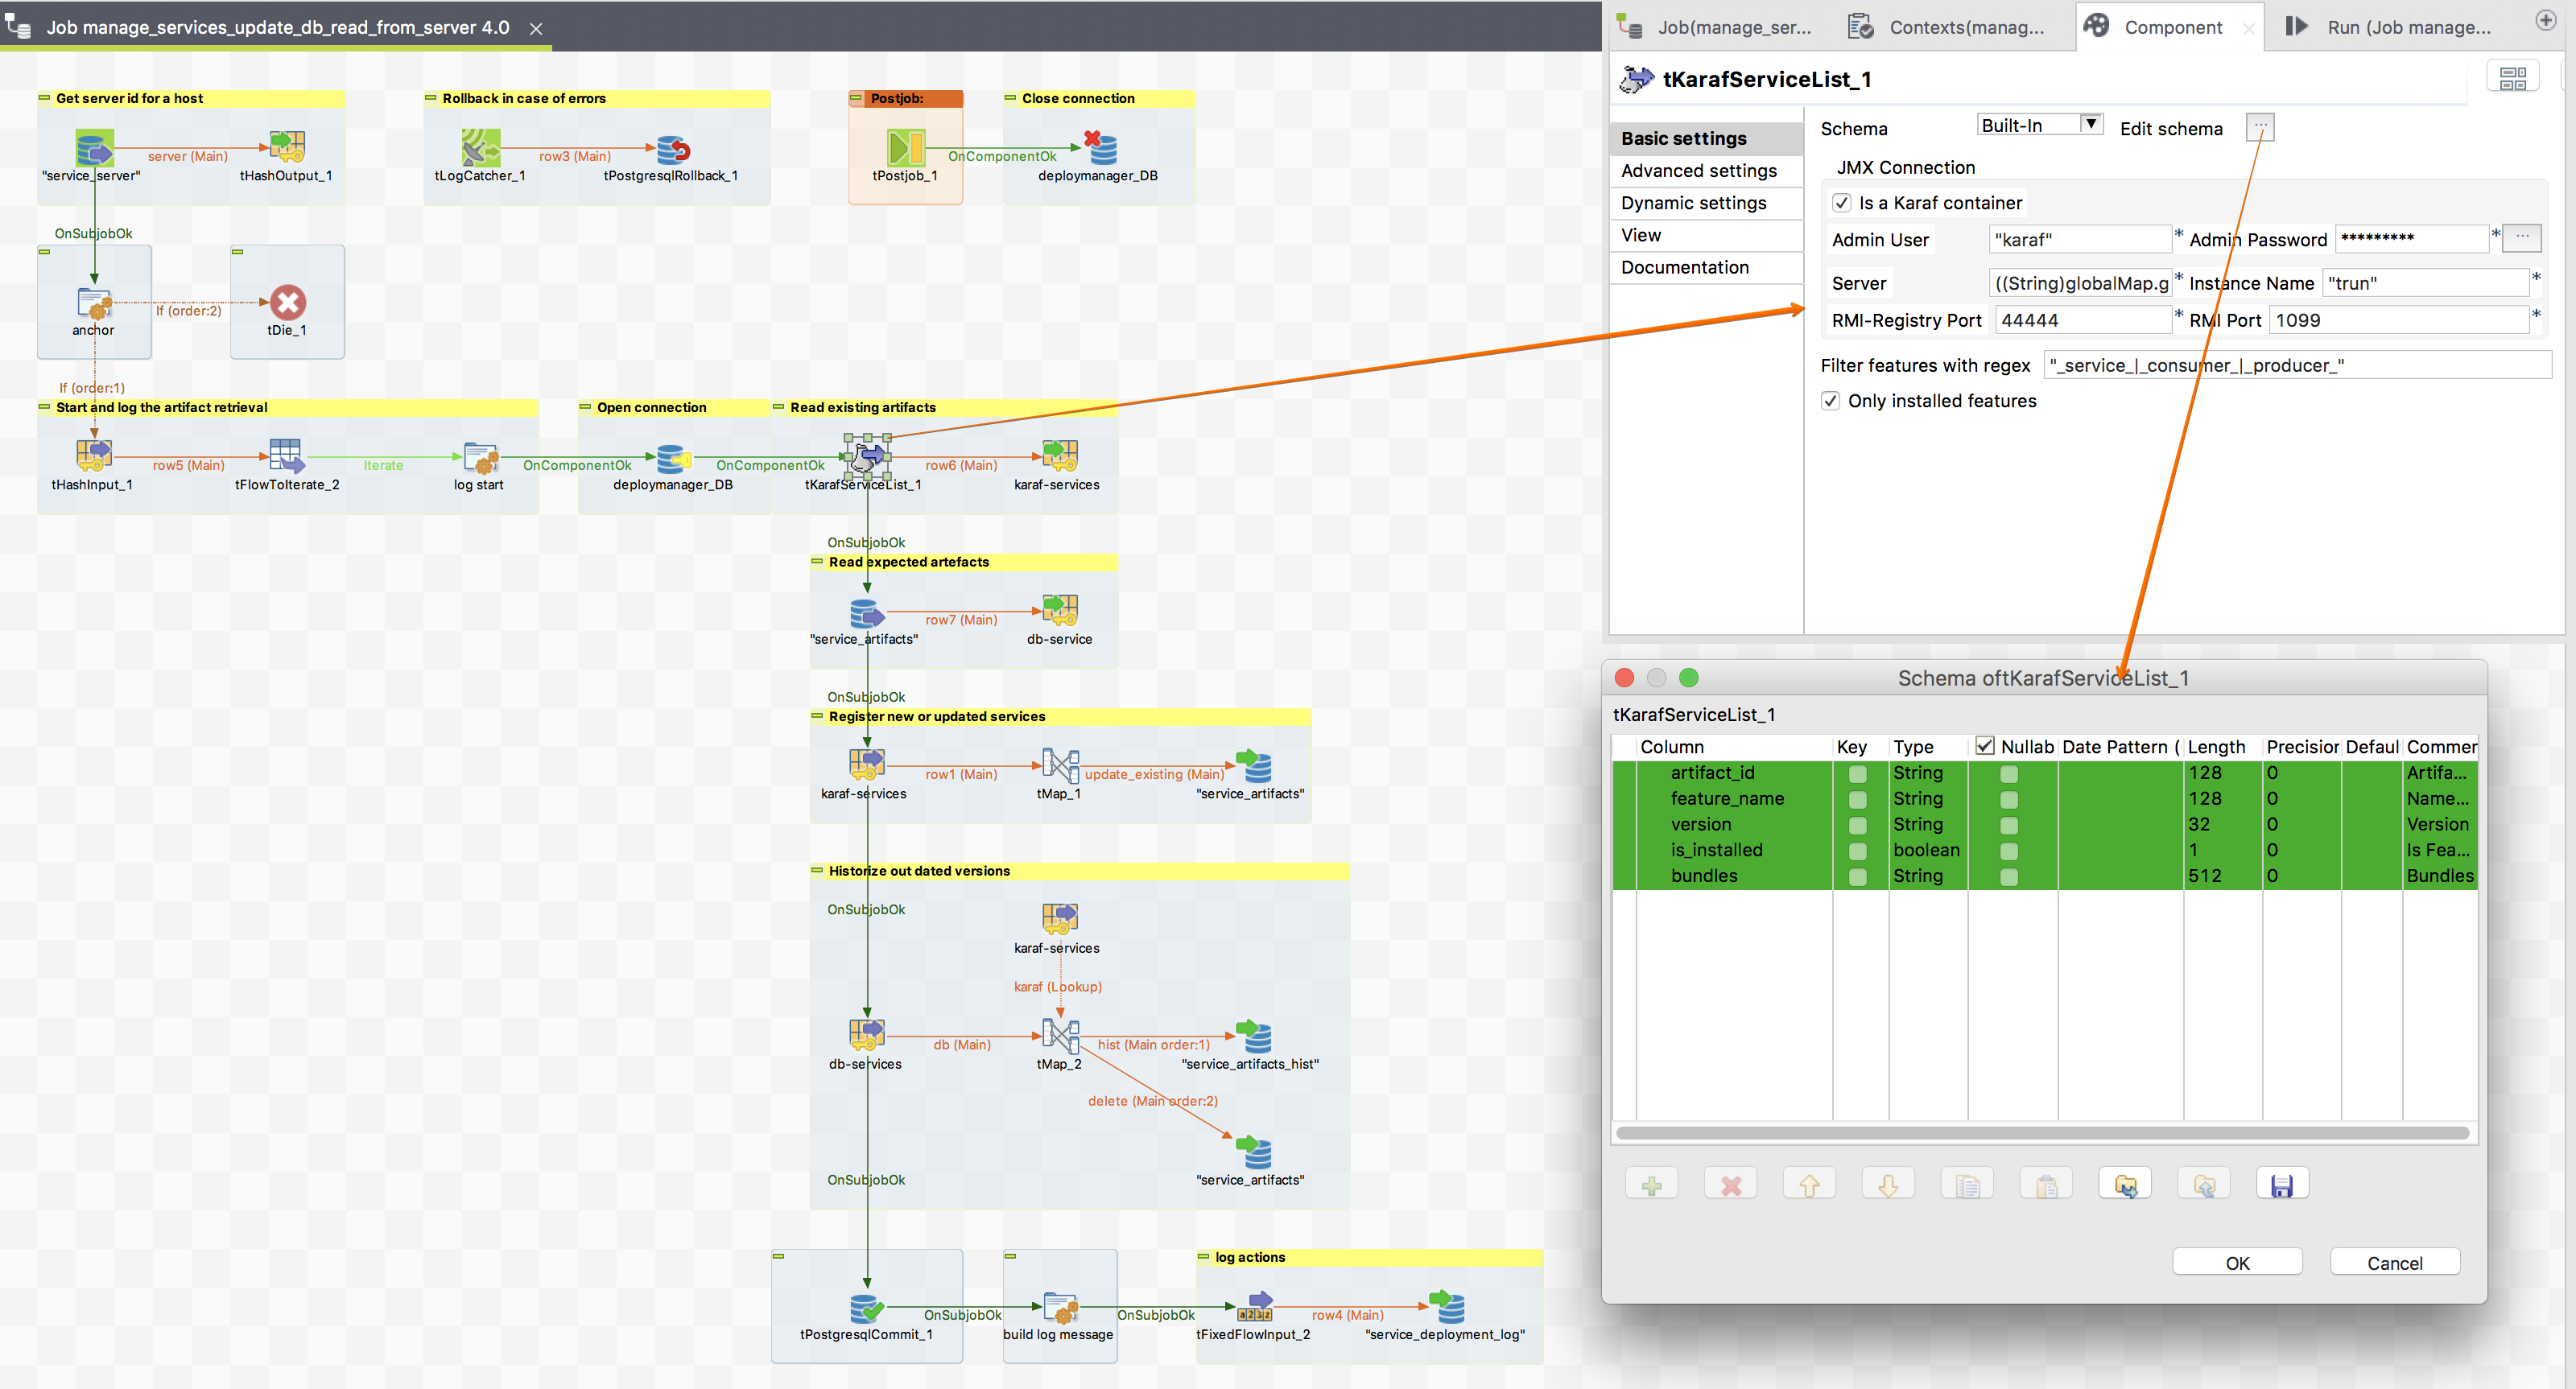 Job manage_services_update_db_read_from_server 4.0
Get server id for a host
"service_server"
server (Main)
tHashOutput_1
Rollback in case of errors
tLogCatcher_1
row3 (Main)
tPostgresqlRollback_1
Postjob:
tPostjob_1
OnComponentOk
Close connection
deploymanager_DB
OnSubjobOk
anchor
If (order:2)
tDie_1
If (order:1)
Start and log the artifact retrieval
tHashInput_1
row5 (Main)
tFlowToIterate_2
Iterate
log start
OnComponentOk
Open connection
deploymanager_DB
OnComponentOk
Read existing artifacts
tKarafServiceList_1
row6 (Main)
karaf-services
OnSubjobOk
Read expected artefacts
"service_artifacts"
row7 (Main)
db-service
OnSubjobOk
Register new or updated services
karaf-services
row1 (Main)
tMap_1
update_existing (Main)
"service_artifacts"
Historize out dated versions
OnSubjobOk
karaf-services
karaf (Lookup)
db-services
db (Main)
tMap_2
hist (Main order:1)
"service_artifacts_hist"
delete (Main order:2)
"service_artifacts"
OnSubjobOk
tPostgresqlCommit_1
OnSubjobOk
build log message
OnSubjobOk
log actions
tFixedFlowInput_2
row4 (Main)
"service_deployment_log"
Job(manage_ser...
Contexts(manag...
Component
Run (Job manage...
tKarafServiceList_1
Basic settings
Advanced settings
Dynamic settings
View
Documentation
Schema
Built-In
Edit schema
...
JMX Connection
Is a Karaf container
Admin User
"karaf"
*
Admin Password
*********
*
...
Server
((String)globalMap.g
*
Instance Name
"trun"
*
RMI-Registry Port
44444
*
RMI Port
1099
*
Filter features with regex
"_service_|_consumer_|_producer_"
Only installed features
Schema oftKarafServiceList_1
tKarafServiceList_1
Column Key Type Nullab Date Pattern ( Length Precisior Defaul Commer
artifact_id String 128 0 Artifa...
feature_name String 128 0 Name...
version String 32 0 Version
is_installed boolean 1 0 Is Fea...
bundles String 512 0 Bundles
OK
Cancel